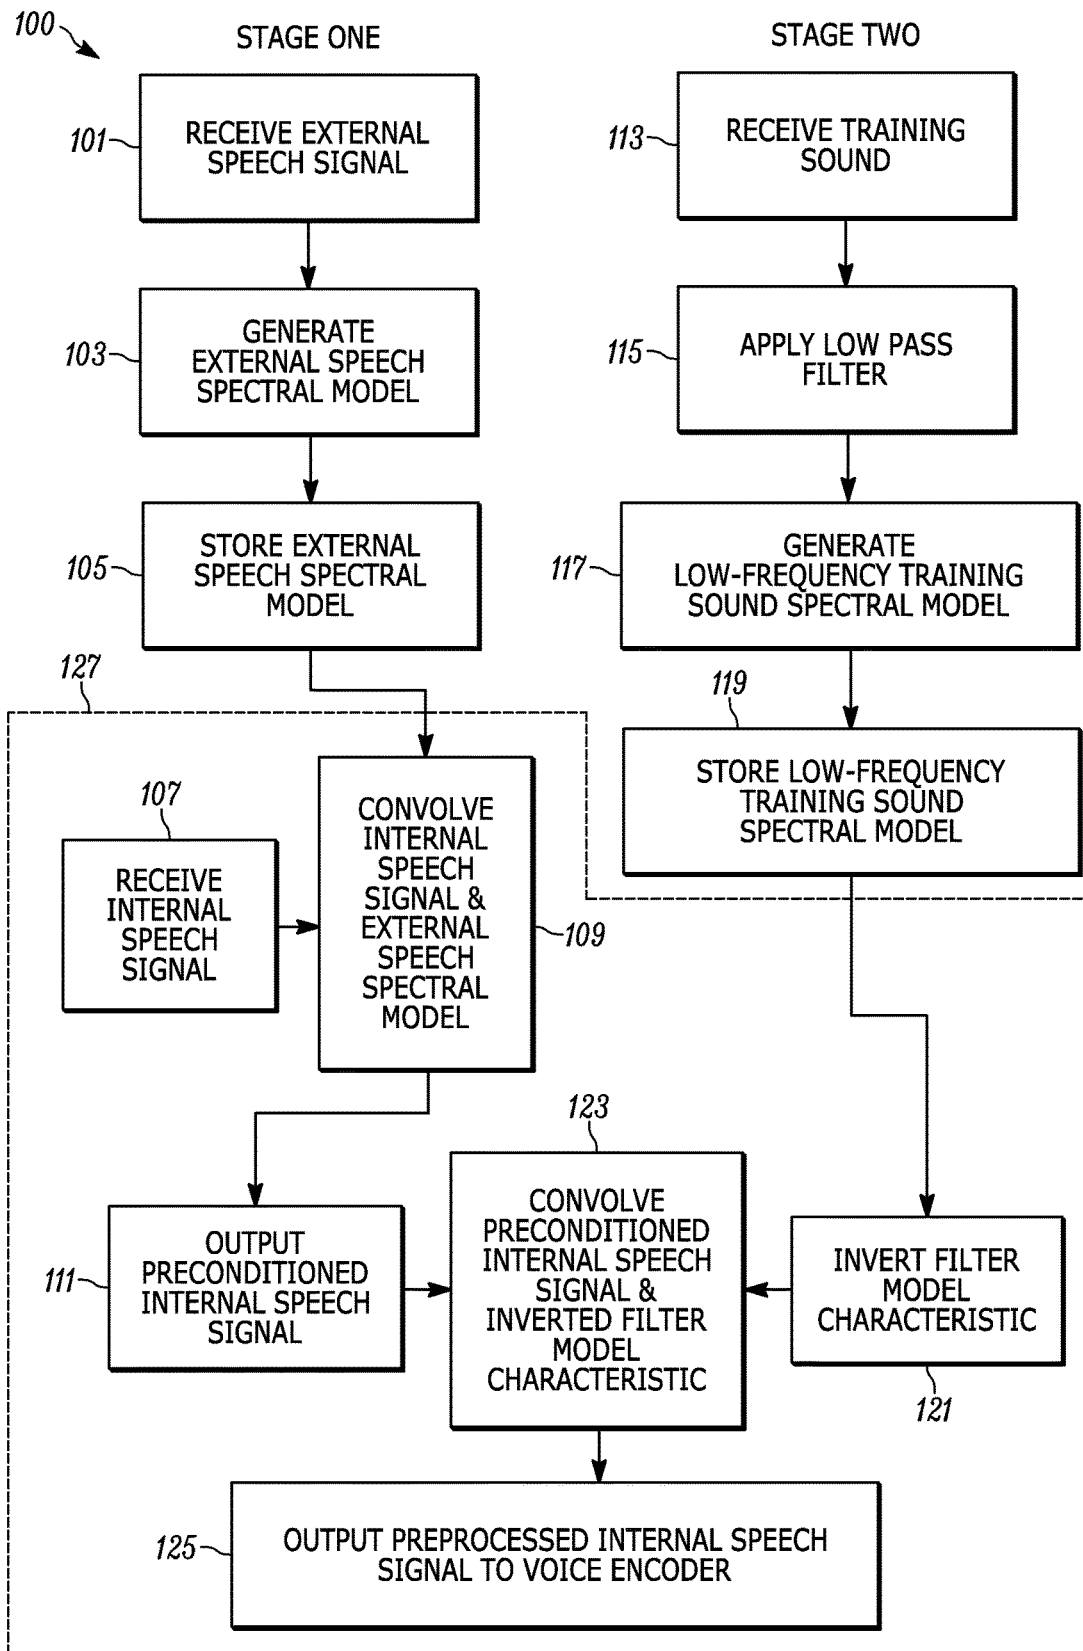 100
STAGE ONE
STAGE TWO
101
RECEIVE EXTERNAL
SPEECH SIGNAL
113
RECEIVE TRAINING
SOUND
103
GENERATE
EXTERNAL SPEECH
SPECTRAL MODEL
115
APPLY LOW PASS
FILTER
105
STORE EXTERNAL
SPEECH SPECTRAL
MODEL
117
GENERATE
LOW-FREQUENCY TRAINING
SOUND SPECTRAL MODEL
127
119
STORE LOW-FREQUENCY
TRAINING SOUND
SPECTRAL MODEL
107
RECEIVE
INTERNAL
SPEECH
SIGNAL
CONVOLVE
INTERNAL
SPEECH
SIGNAL &
EXTERNAL
SPEECH
SPECTRAL
MODEL
109
111
OUTPUT
PRECONDITIONED
INTERNAL SPEECH
SIGNAL
123
CONVOLVE
PRECONDITIONED
INTERNAL SPEECH
SIGNAL &
INVERTED FILTER
MODEL
CHARACTERISTIC
INVERT FILTER
MODEL
CHARACTERISTIC
121
125
OUTPUT PREPROCESSED INTERNAL SPEECH
SIGNAL TO VOICE ENCODER